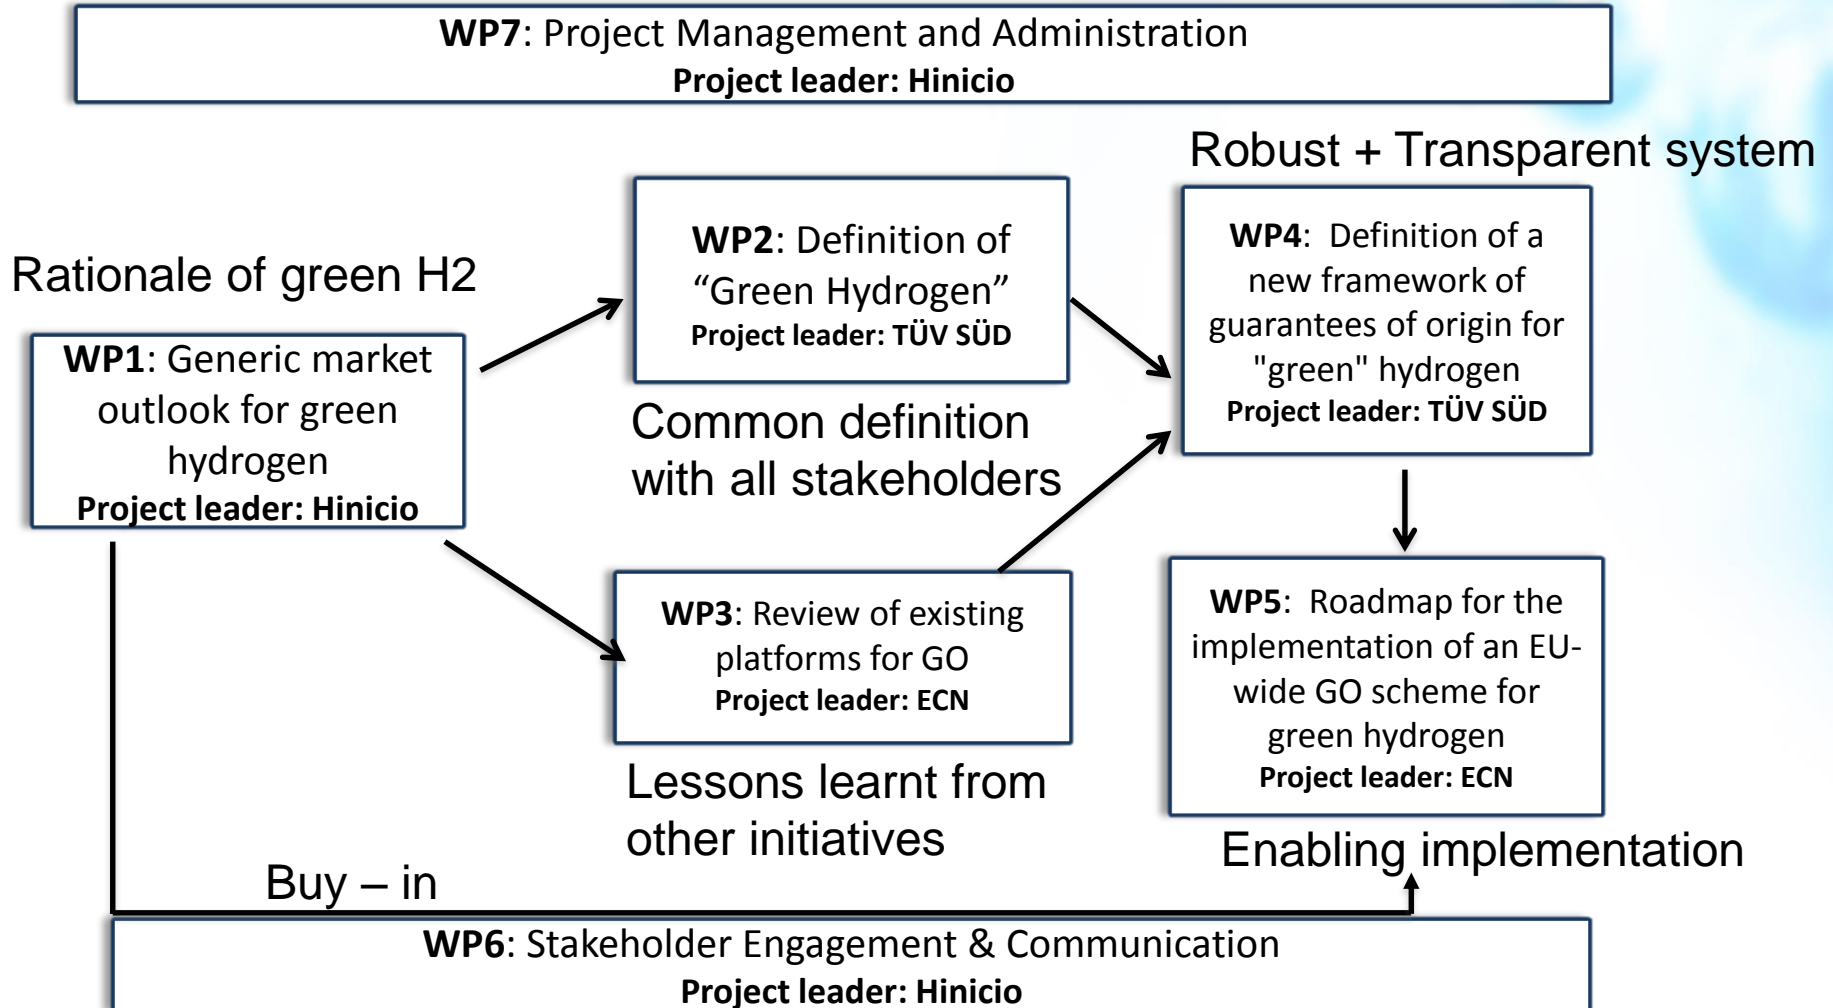 WP7: Project Management and Administration
Project leader: Hinicio
Robust + Transparent system
Rationale of green H2
WP1: Generic market
outlook for green
hydrogen
Project leader: Hinicio
WP2: Definition of
“Green Hydrogen”
Project leader: TÜV SÜD
Common definition
with all stakeholders
WP3: Review of existing
platforms for GO
Project leader: ECN
Lessons learnt from
other initiatives
WP4: Definition of a
new framework of
guarantees of origin for
"green" hydrogen
Project leader: TÜV SÜD
WP5: Roadmap for the
implementation of an EU-
wide GO scheme for
green hydrogen
Project leader: ECN
Enabling implementation
Buy – in
WP6: Stakeholder Engagement & Communication
Project leader: Hinicio